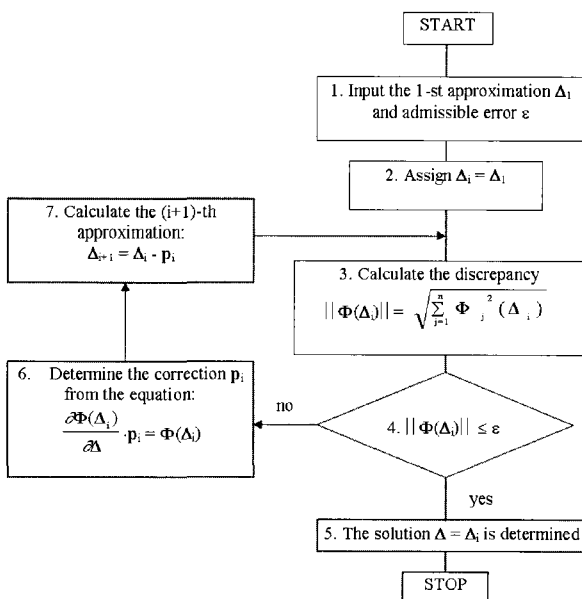 START
1. Input the 1-st approximation Δ₁
and admissible error ε
2. Assign Δᵢ = Δ₁
7. Calculate the (i+1)-th
approximation:
Δᵢ₊₁ = Δᵢ - pᵢ
3. Calculate the discrepancy
||Φ(Δᵢ)|| = √(∑ⱼ₌₁ⁿ Φⱼ²(Δᵢ))
6. Determine the correction pᵢ
from the equation:
∂Φ(Δᵢ)/∂Δ ·pᵢ = Φ(Δᵢ)
no
4. ||Φ(Δᵢ)|| ≤ ε
yes
5. The solution Δ = Δᵢ is determined
STOP